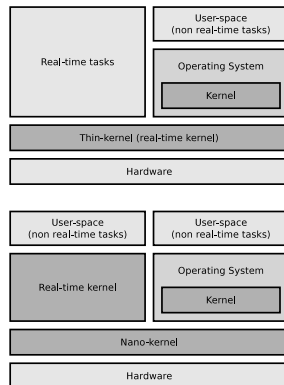 Real-time tasks
User-space
(non real-time tasks)
Operating System
Kernel
Thin-kernel (real-time kernel)
Hardware
User-space
(non real-time tasks)
User-space
(non real-time tasks)
Real-time kernel
Operating System
Kernel
Nano-kernel
Hardware